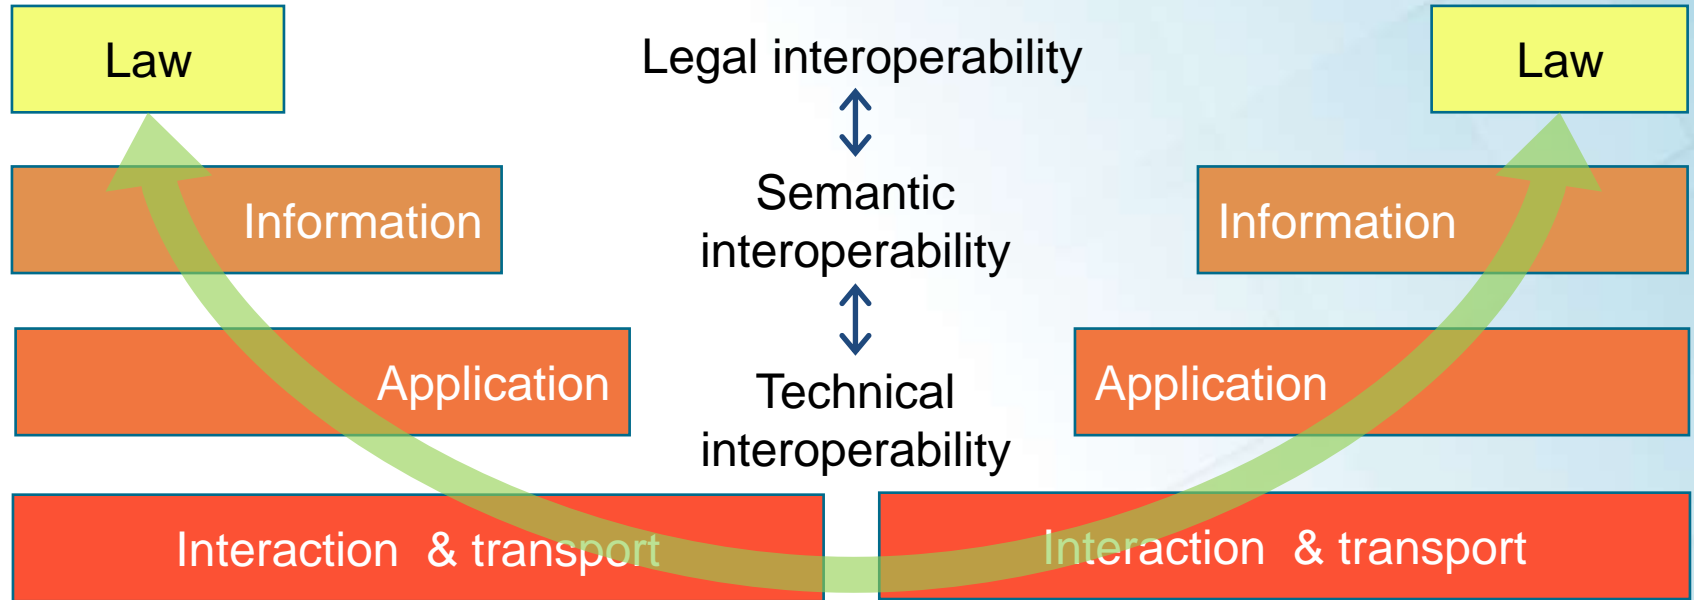 Law
Legal interoperability
Law
Information
Semantic
interoperability
Information
Application
Technical
interoperability
Application
Interaction & transport
Interaction & transport